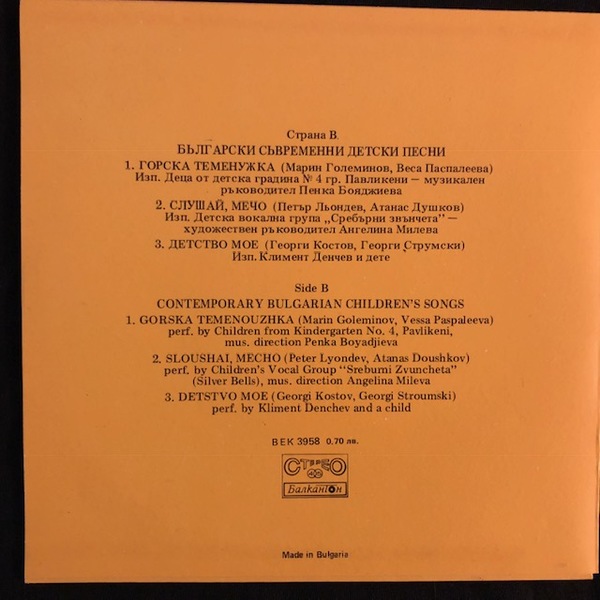 Страна В.
БЪЛГАРСКИ СЪВРЕМЕННИ ДЕТСКИ ПЕСНИ
1. ГОРСКА ТЕМЕНУЖКА (Марин Големинов, Веса Паспалеева)
Изп. Деца от детска градина № 4 гр. Павликени — музикален
ръководител Пенка Бояджиева
2. СЛУШАЙ, МЕЧО (Петър Льондев, Атанас Душков)
Изп. Детска вокална група „Сребърни звънчета” —
художествен ръководител Ангелина Милева
3. ДЕТСТВО МОЕ (Георги Костов, Георги Струмски)
Изп. Климент Денчев и дете
Side B
CONTEMPORARY BULGARIAN CHILDREN'S SONGS
1. GORSKA TEMENOUZHKA (Marin Goleminov, Vessa Paspaleeva)
perf. by Children from Kindergarten No. 4, Pavlikeni,
mus. direction Penka Boyadjieva
2. SLOUSHAI, MECHO (Peter Lyondev, Atanas Doushkov)
perf. by Children's Vocal Group “Sreburni Zvuncheta”
(Silver Bells), mus. direction Angelina Mileva
3. DETSTVO MOE (Georgi Kostov, Georgi Stroumski)
perf. by Kliment Denchev and a child
ВЕК 3958 0,70 лв.
СТЕРЕО
45
Балкантон
Made in Bulgaria